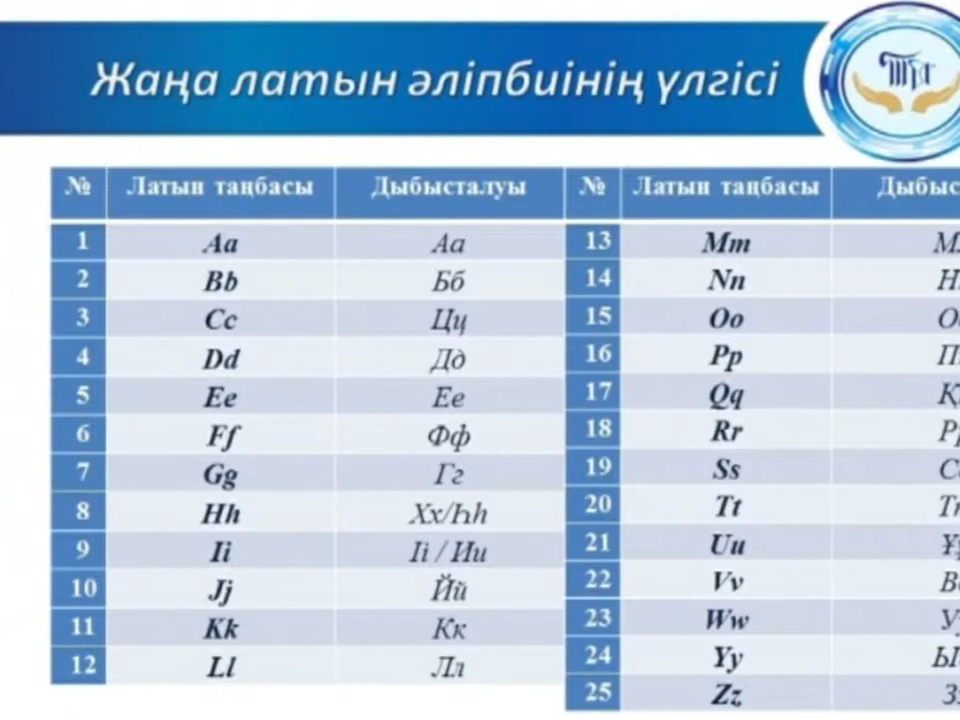 Жаңа латын әліпбиінің үлгісі
№ Латын таңбасы Дыбысталуы № Латын таңбасы
1 Aa Аа 13 Mm
2 Bb Бб 14 Nn
3 Cc Цц 15 Oo
4 Dd Дд 16 Pp
5 Ee Ее 17 Qq
6 Ff Фф 18 Rr
7 Gg Гг 19 Ss
8 Hh Хх/Һһ 20 Tt
9 Ii Іі / Ии 21 Uu
10 Jj Йй 22 Vv
11 Kk Кк 23 Ww
12 Ll Лл 24 Yy
25 Zz